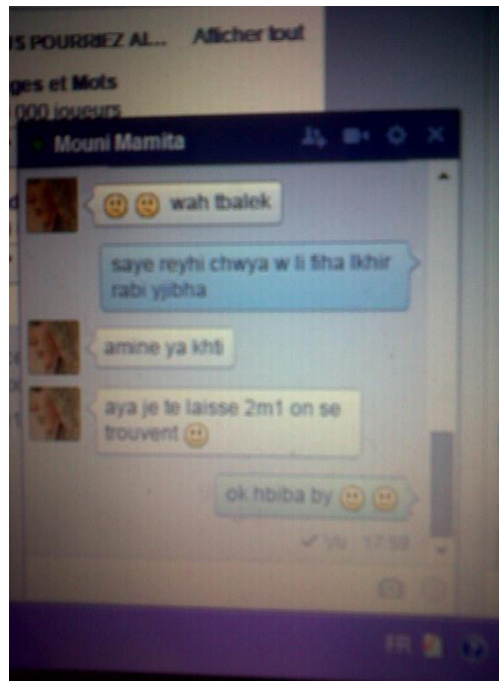 S POURRIEZ AL... Afficher tout
ges et Mots
000 joueurs
Mouni Mamita
wah tbalek
saye reyhi chwya w li fiha lkhir
rabi yjibha
amine ya khti
aya je te laisse 2m1 on se
trouvent
ok hbiba by
Vu 17:59
FR